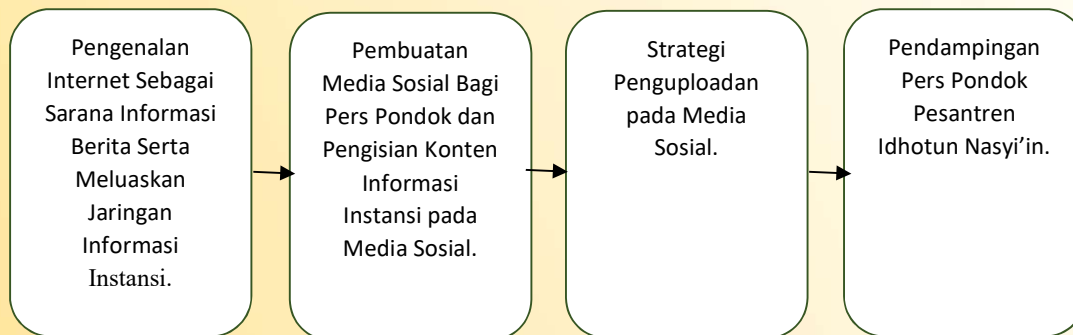 Pengenalan
Internet Sebagai
Sarana Informasi
Berita Serta
Meluaskan
Jaringan
Informasi
Instansi.
Pembuatan
Media Sosial Bagi
Pers Pondok dan
Pengisian Konten
Informasi
Instansi pada
Media Sosial.
Strategi
Penguploadan
pada Media
Sosial.
Pendampingan
Pers Pondok
Pesantren
Idhotun Nasyi’in.